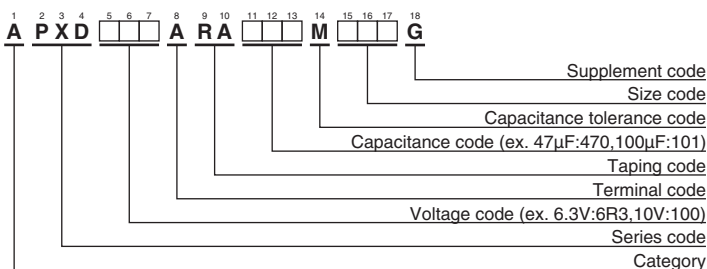 1 2 3 4 5 6 7 8 9 10 11 12 13 14 15 16 17 18
A P X D □□□ A R A □□□ M □□□ G
Supplement code
Size code
Capacitance tolerance code
Capacitance code (ex. 47µF:470,100µF:101)
Taping code
Terminal code
Voltage code (ex. 6.3V:6R3,10V:100)
Series code
Category